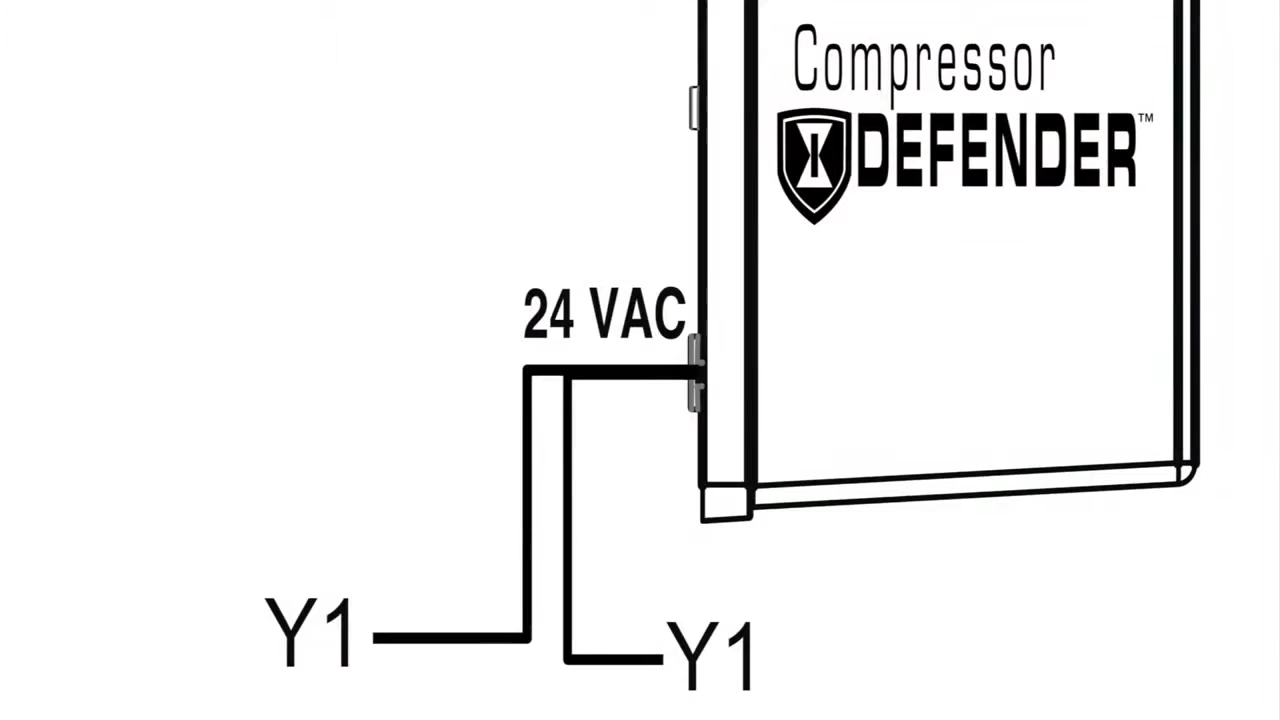 Compressor
DEFENDER™
24 VAC
Y1
Y1